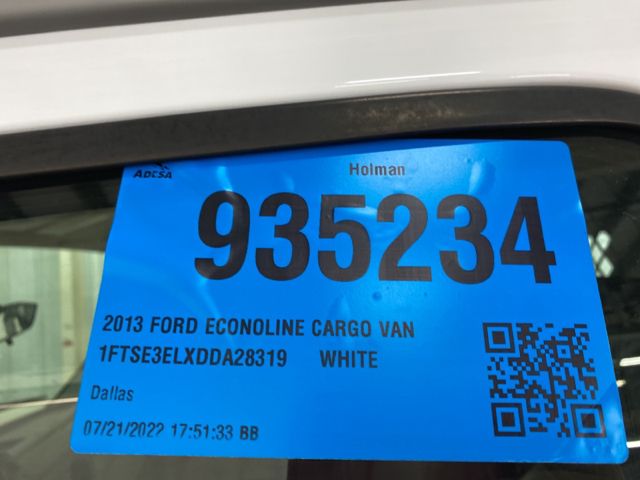 ADESA
Holman
935234
2013 FORD ECONOLINE CARGO VAN
1FTSE3ELXDDA28319 WHITE
Dallas
07/21/2022 17:51:33 BB